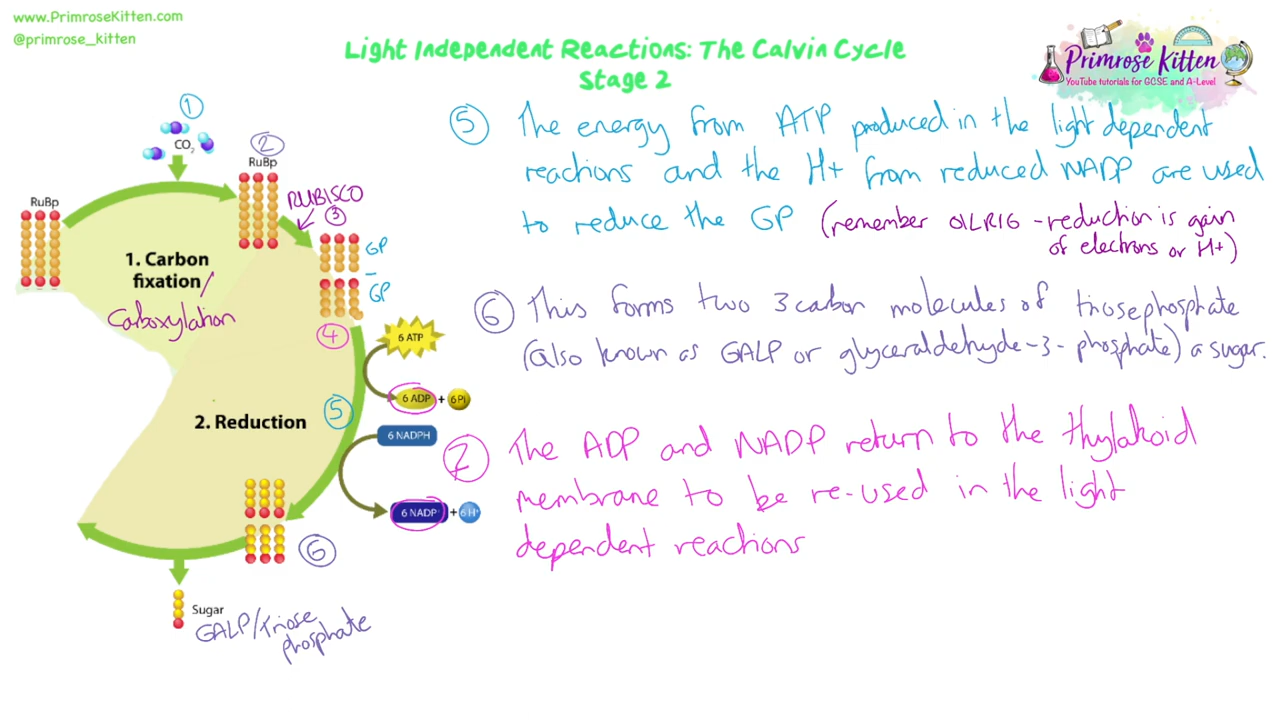 www.PrimroseKitten.com
@primrose_kitten
Light Independent Reactions: The Calvin Cycle
Stage 2
Primrose Kitten
YouTube tutorials for GCSE and A-Level
1
CO2
2
RuBp
RuBp
RUBISCO
3
GP
GP
1. Carbon
fixation/
Carboxylation
4
6 ATP
6 ADP + 6 Pi
5
2. Reduction
6 NADPH
6 NADP + 6 H+
6
Sugar
GALP/Triose
phosphate
5 The energy from ATP produced in the light dependent
reactions and the H+ from reduced NADP are used
to reduce the GP (remember OILRIG - reduction is gain
of electrons or H+)
6 This forms two 3 carbon molecules of triosephosphate
(also known as GALP or glyceraldehyde-3-phosphate) a sugar.
7 The ADP and NADP return to the thylakoid
membrane to be re-used in the light
dependent reactions